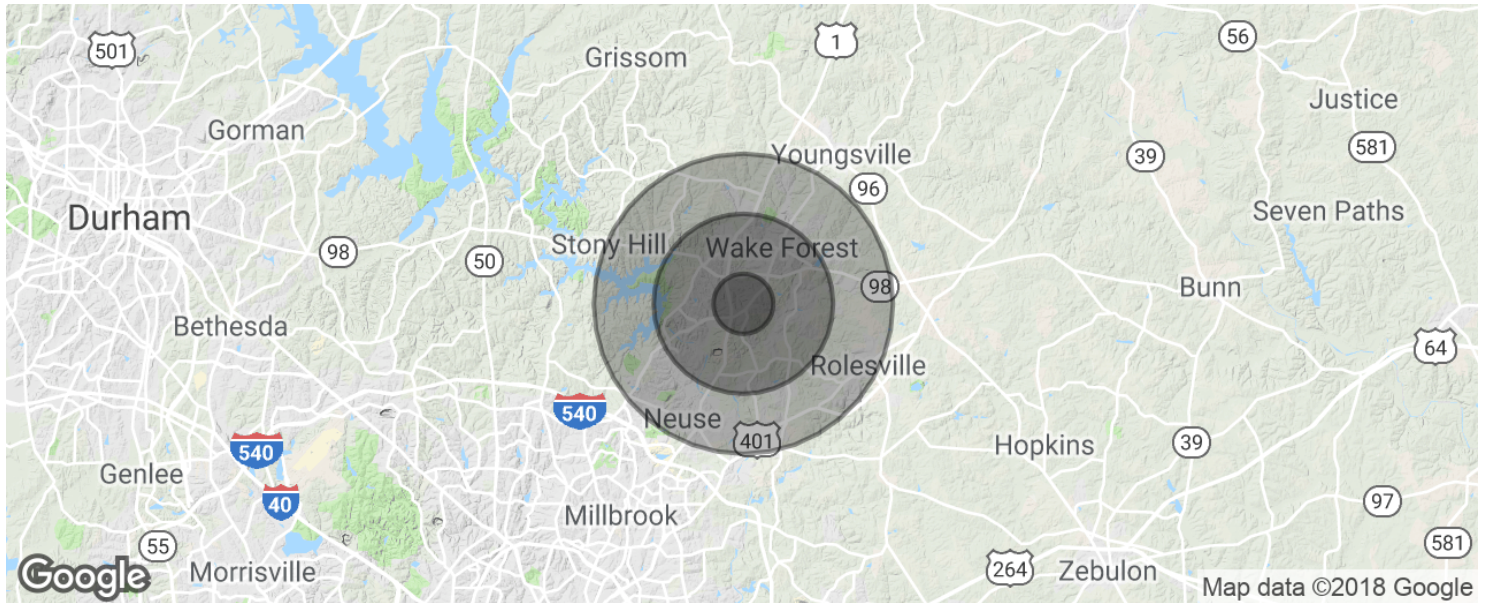 501
Grissom
1
56
Justice
Gorman
581
Youngsville
39
96
Durham
Seven Paths
98
50
Stony Hill
Wake Forest
98
Bunn
Bethesda
64
Rolesville
540
Neuse
401
540
Hopkins
39
Genlee
40
97
Millbrook
55
581
Morrisville
264
Zebulon
Google
Map data ©2018 Google